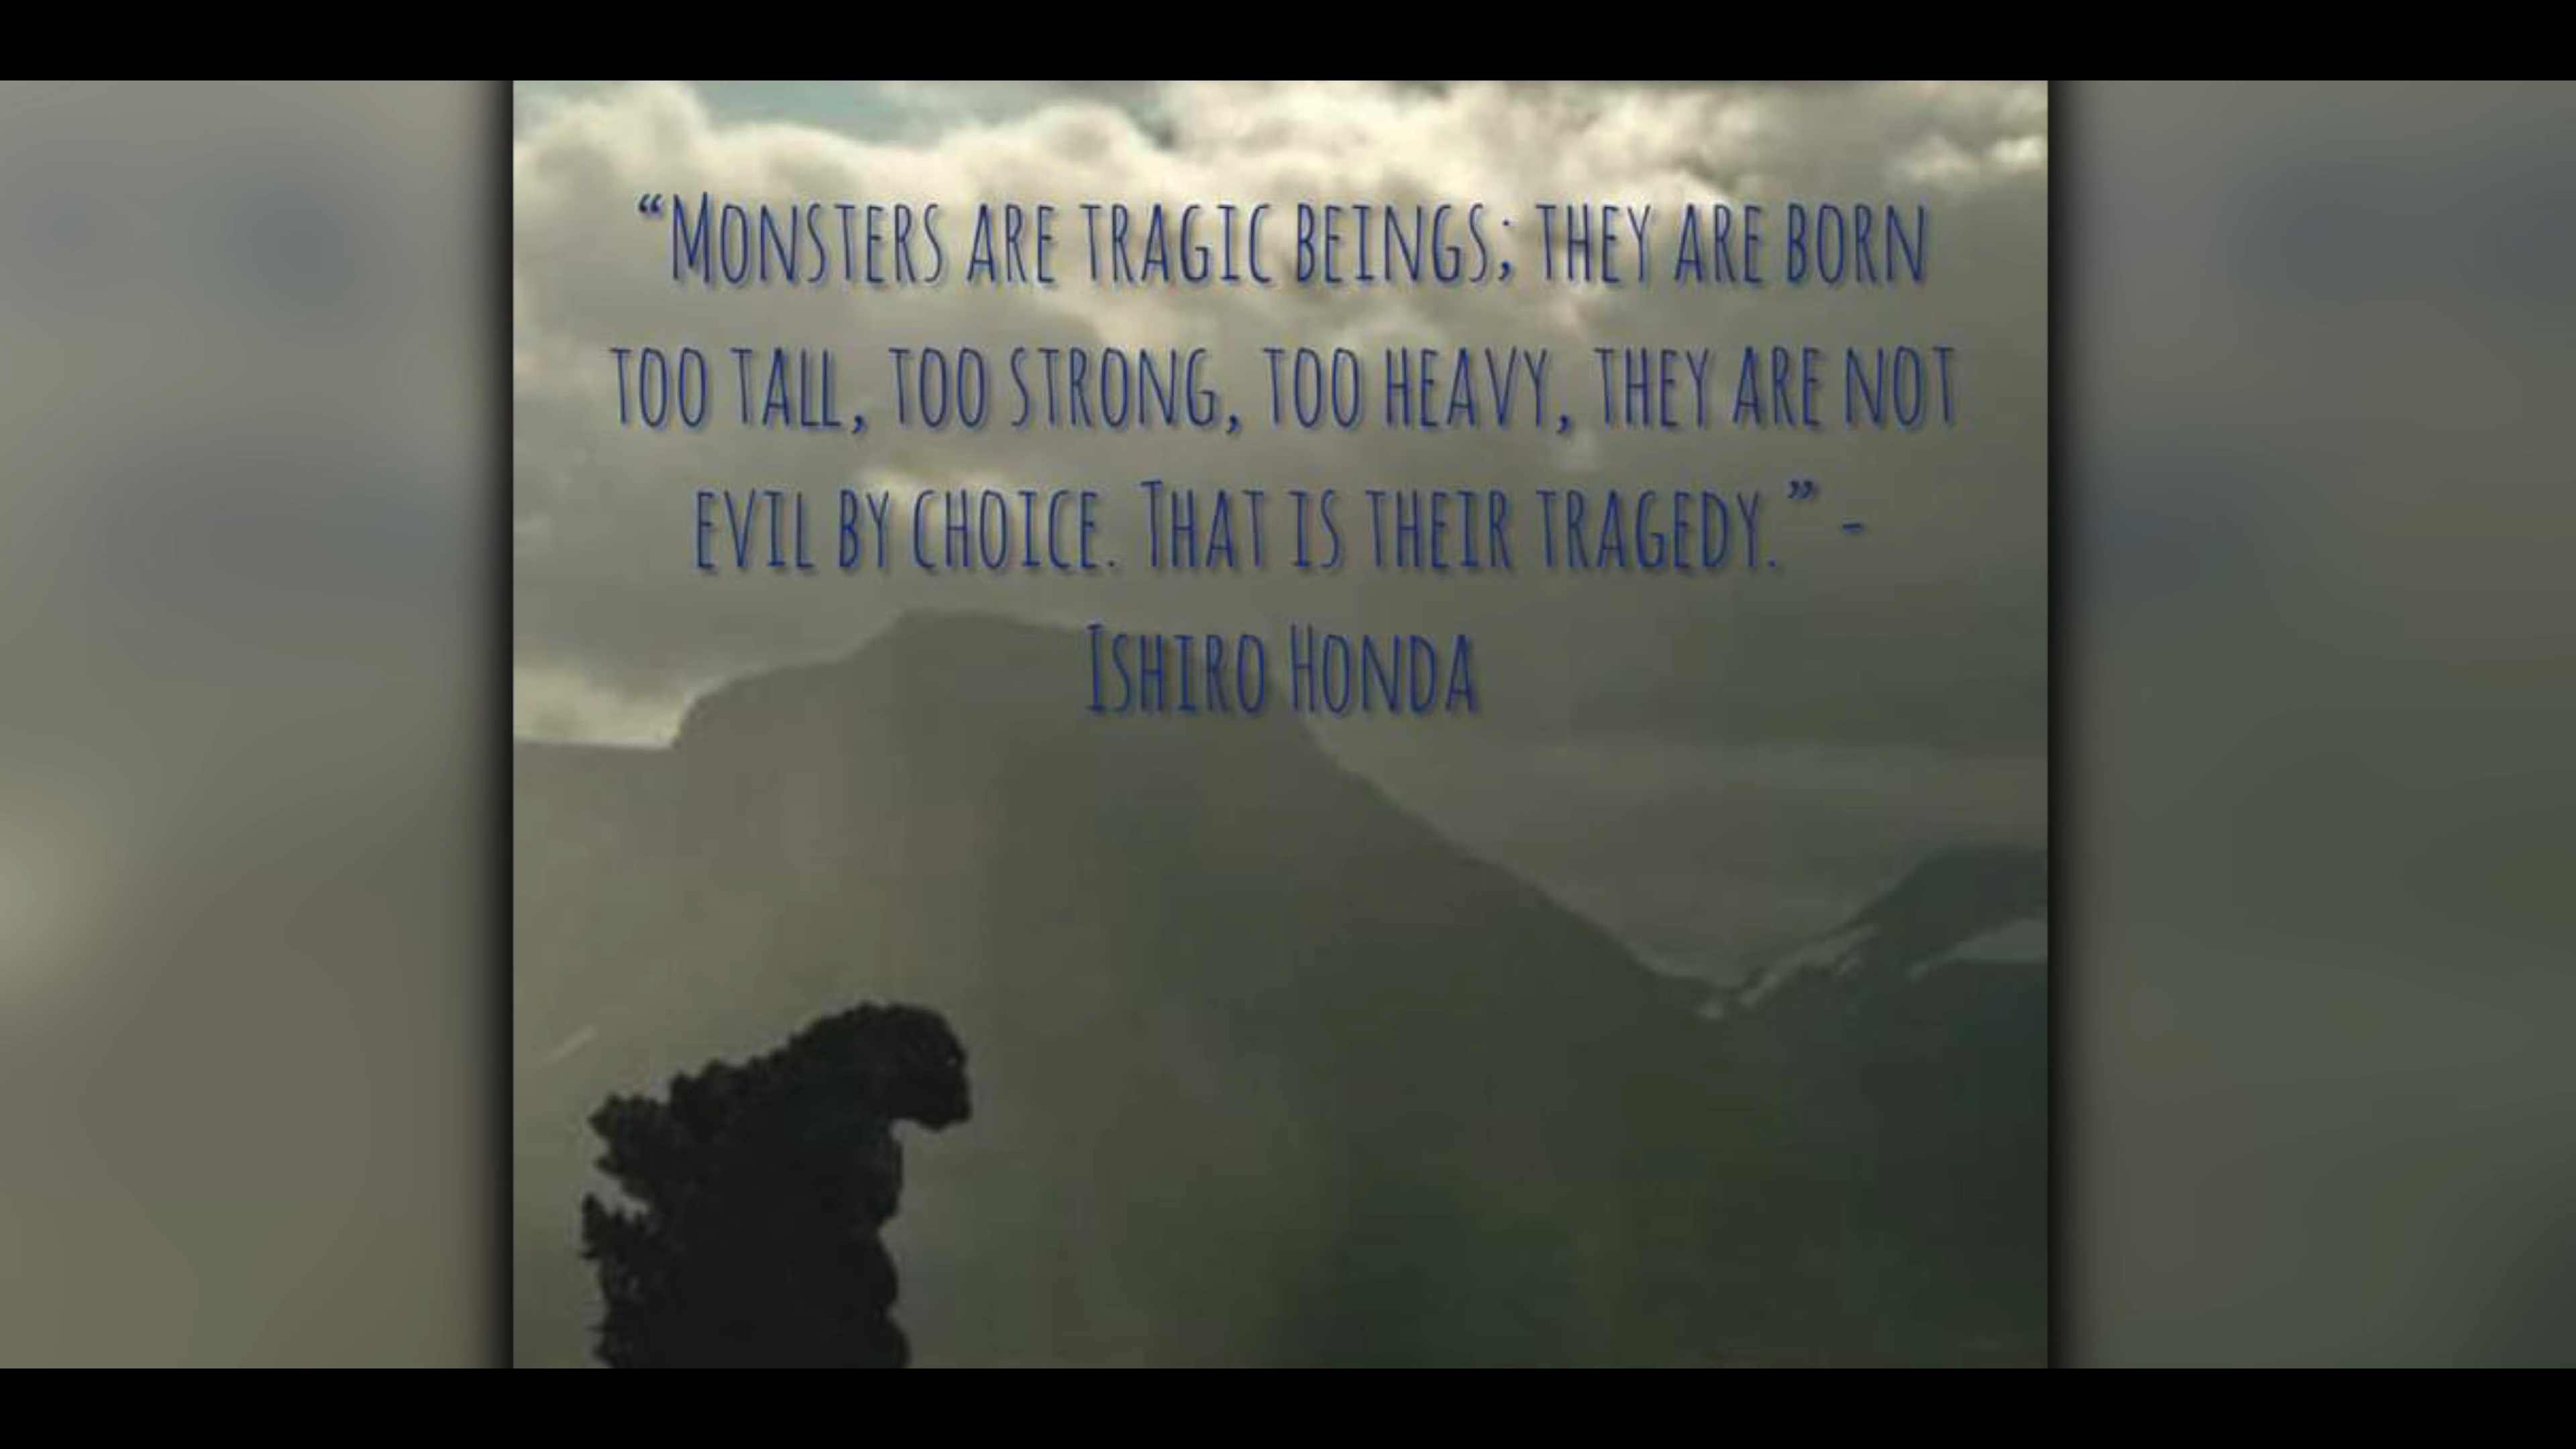 “Monsters are tragic beings; they are born
too tall, too strong, too heavy, they are not
evil by choice. That is their tragedy.” -
Ishiro Honda